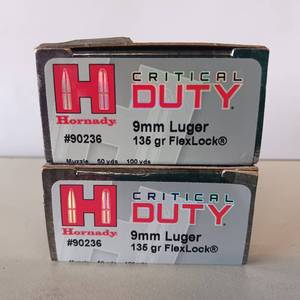 CRITICAL
DUTY®
Hornady
#90236
9mm Luger
135 gr FlexLock®
Muzzle 50 yds 100 yds
CRITICAL
DUTY®
Hornady
#90236
9mm Luger
135 gr FlexLock®